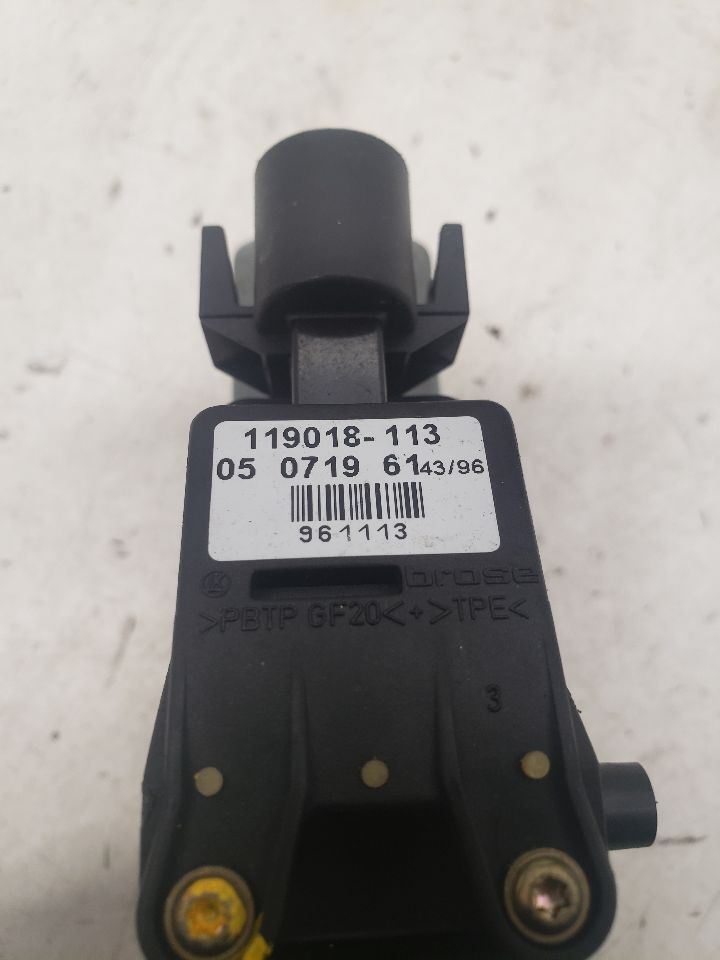 119018-113
05 0719 61 43/96
961113
K brose
>PBTP GF20<+>TPE<
3